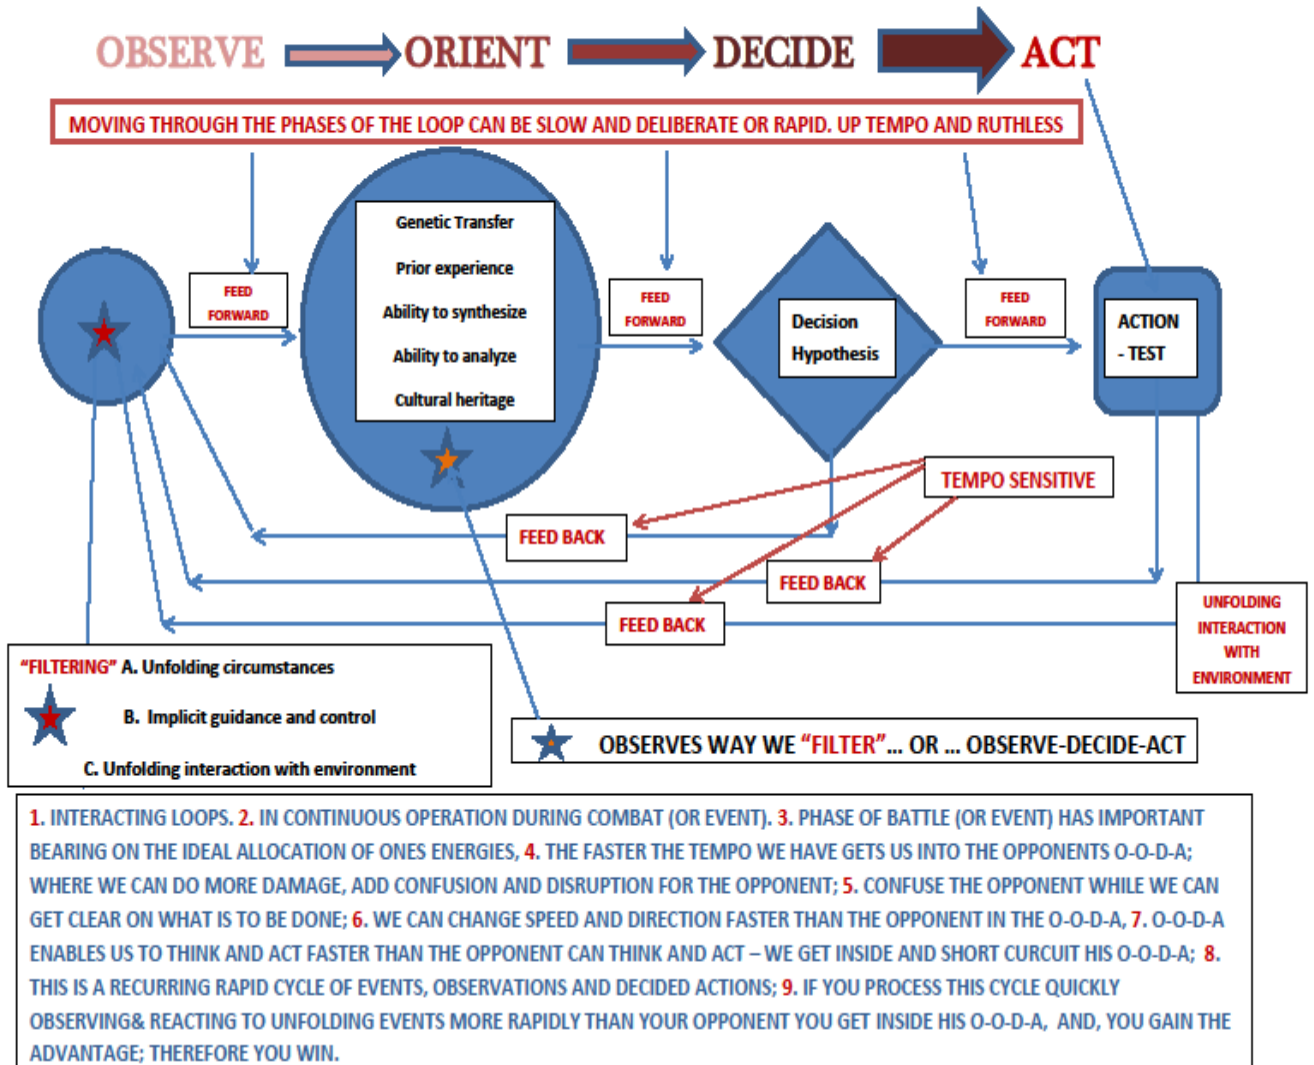 OBSERVE ORIENT DECIDE ACT
MOVING THROUGH THE PHASES OF THE LOOP CAN BE SLOW AND DELIBERATE OR RAPID. UP TEMPO AND RUTHLESS
FEED
FORWARD
Genetic Transfer
Prior experience
Ability to synthesize
Ability to analyze
Cultural heritage
FEED
FORWARD
Decision
Hypothesis
FEED
FORWARD
ACTION
- TEST
TEMPO SENSITIVE
FEED BACK
FEED BACK
FEED BACK
UNFOLDING
INTERACTION
WITH
ENVIRONMENT
"FILTERING" A. Unfolding circumstances
B. Implicit guidance and control
C. Unfolding interaction with environment
OBSERVES WAY WE "FILTER"... OR ... OBSERVE-DECIDE-ACT
1. INTERACTING LOOPS. 2. IN CONTINUOUS OPERATION DURING COMBAT (OR EVENT). 3. PHASE OF BATTLE (OR EVENT) HAS IMPORTANT
BEARING ON THE IDEAL ALLOCATION OF ONES ENERGIES, 4. THE FASTER THE TEMPO WE HAVE GETS US INTO THE OPPONENTS O-O-D-A;
WHERE WE CAN DO MORE DAMAGE, ADD CONFUSION AND DISRUPTION FOR THE OPPONENT; 5. CONFUSE THE OPPONENT WHILE WE CAN
GET CLEAR ON WHAT IS TO BE DONE; 6. WE CAN CHANGE SPEED AND DIRECTION FASTER THAN THE OPPONENT IN THE O-O-D-A, 7. O-O-D-A
ENABLES US TO THINK AND ACT FASTER THAN THE OPPONENT CAN THINK AND ACT – WE GET INSIDE AND SHORT CURCUIT HIS O-O-D-A; 8.
THIS IS A RECURRING RAPID CYCLE OF EVENTS, OBSERVATIONS AND DECIDED ACTIONS; 9. IF YOU PROCESS THIS CYCLE QUICKLY
OBSERVING& REACTING TO UNFOLDING EVENTS MORE RAPIDLY THAN YOUR OPPONENT YOU GET INSIDE HIS O-O-D-A, AND, YOU GAIN THE
ADVANTAGE; THEREFORE YOU WIN.